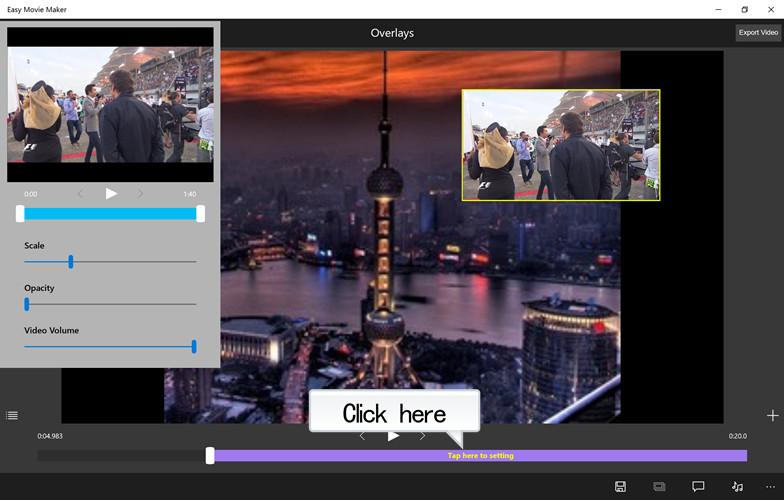 Easy Movie Maker
Overlays
Export Video
0:00
1:40
Scale
Opacity
Video Volume
Click here
0:04.983
0:20.0
Tap here to setting